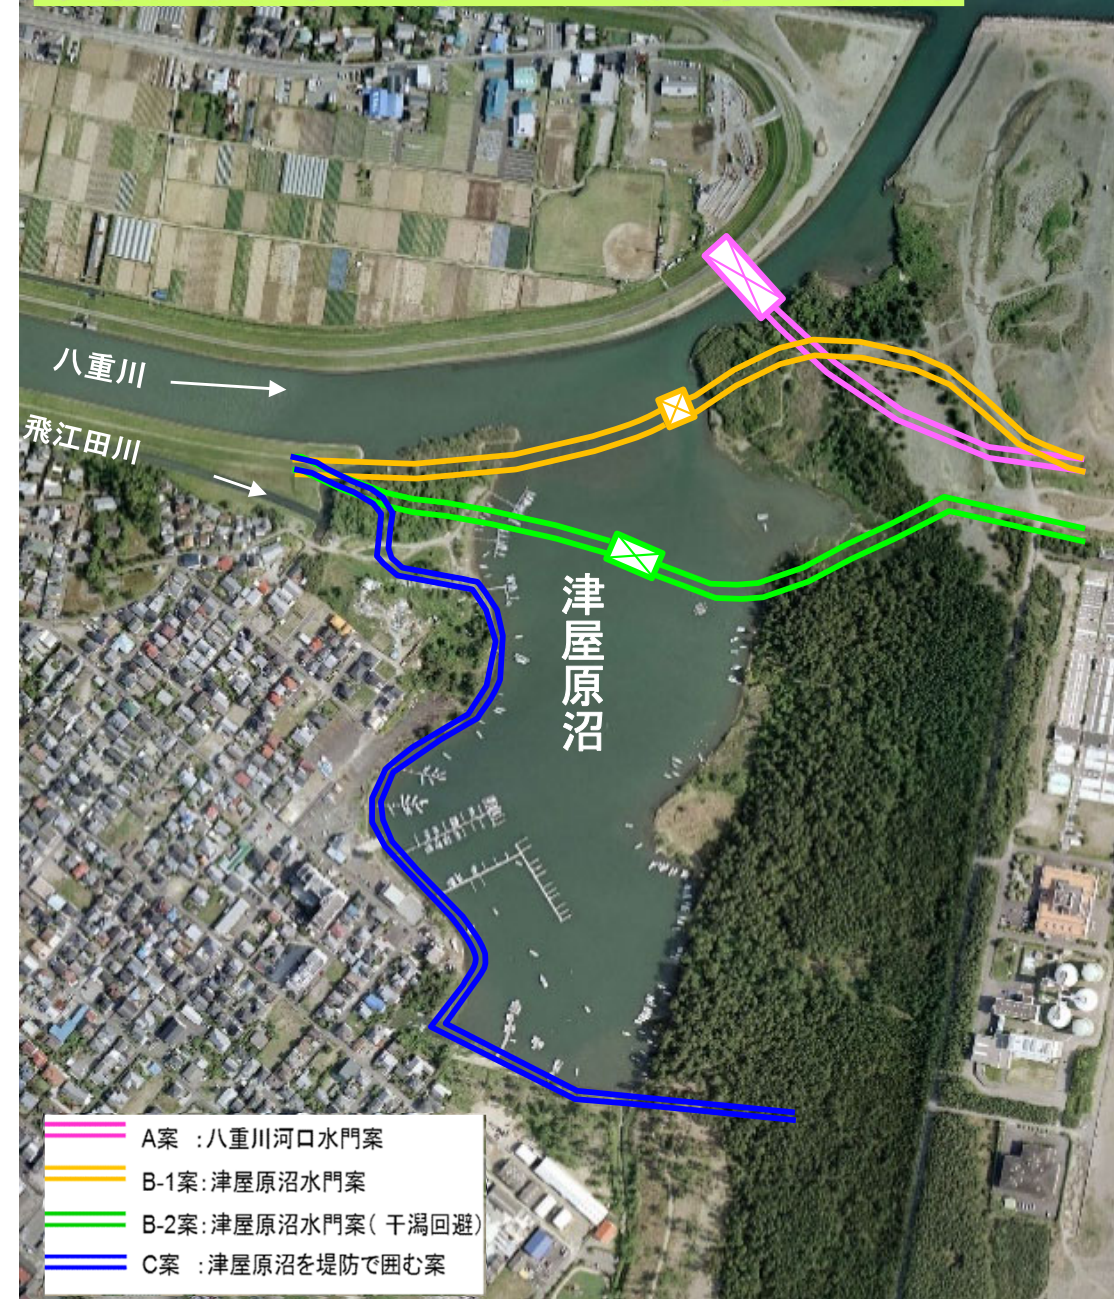 八重川
飛江田川
津屋原沼
A案 :八重川河口水門案
B-1案:津屋原沼水門案
B-2案:津屋原沼水門案( 干潟回避)
C案 :津屋原沼を堤防で囲む案